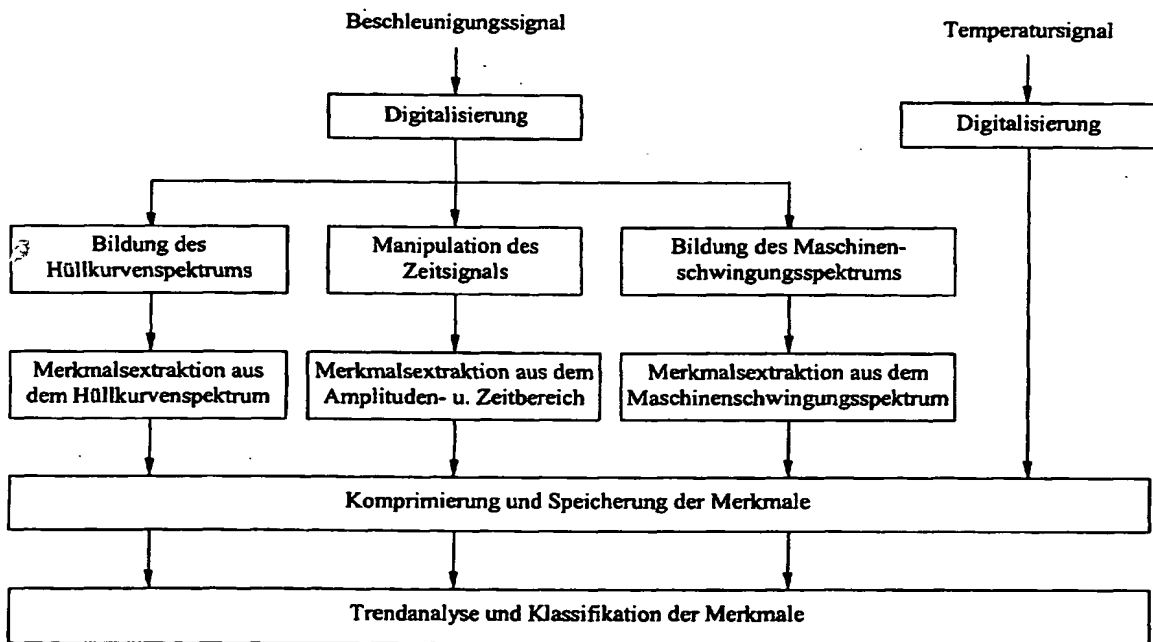 Beschleunigungssignal
Temperatursignal
Digitalisierung
Digitalisierung
Bildung des
Hüllkurvenspektrums
Manipulation des
Zeitsignals
Bildung des Maschinen-
schwingungsspektrums
Merkmalsextraktion aus
dem Hüllkurvenspektrum
Merkmalsextraktion aus dem
Amplituden- u. Zeitbereich
Merkmalsextraktion aus dem
Maschinenschwingungsspektrum
Komprimierung und Speicherung der Merkmale
Trendanalyse und Klassifikation der Merkmale